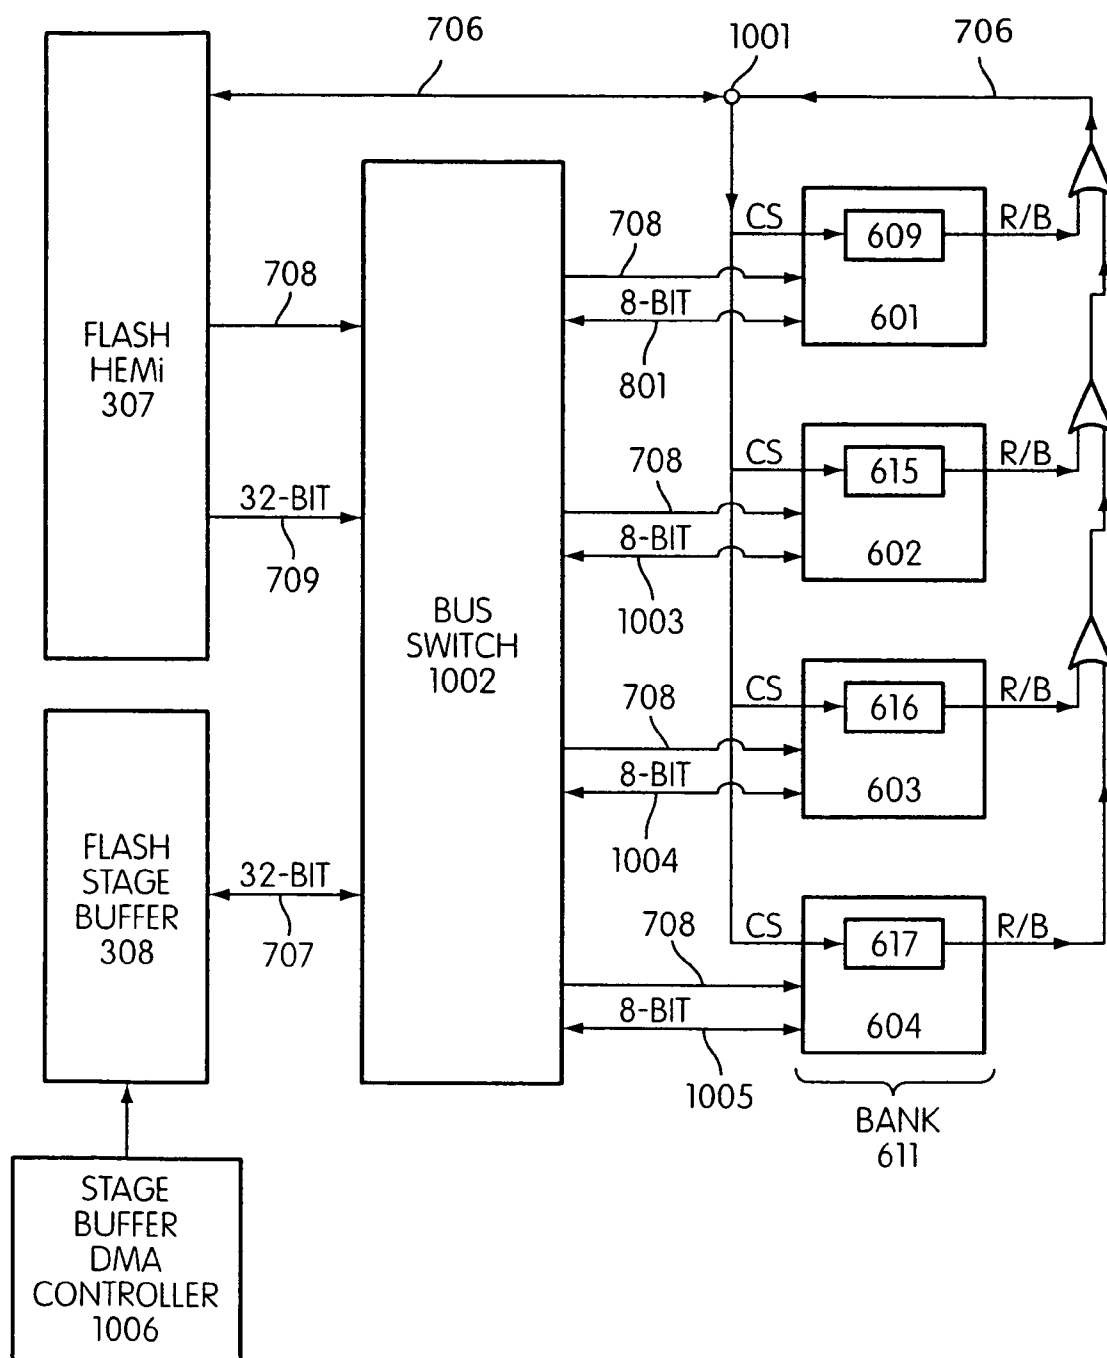 706
1001
706
FLASH
HEMi
307
708
32-BIT
709
BUS
SWITCH
1002
FLASH
STAGE
BUFFER
308
32-BIT
707
STAGE
BUFFER
DMA
CONTROLLER
1006
708
8-BIT
801
CS
609
R/B
601
708
8-BIT
1003
CS
615
R/B
602
708
8-BIT
1004
CS
616
R/B
603
708
8-BIT
1005
CS
617
R/B
604
BANK
611